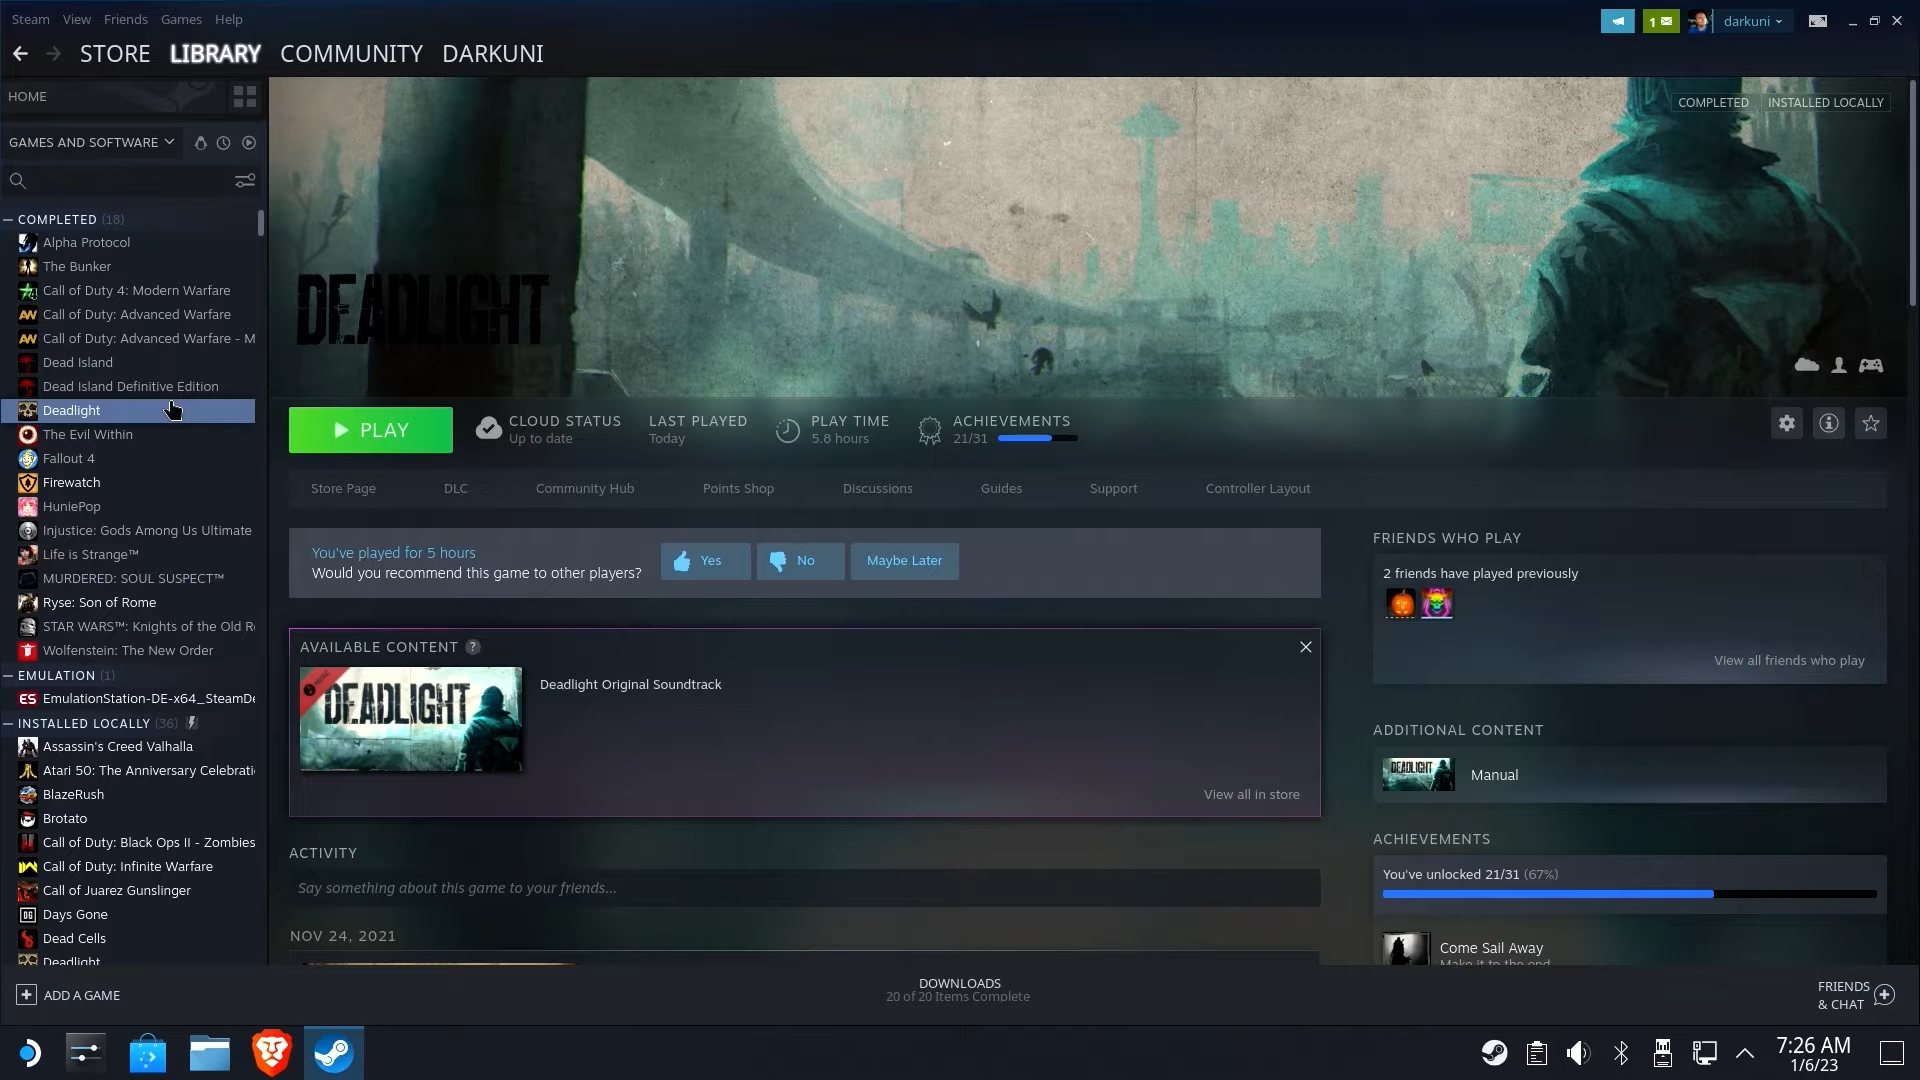 Steam View Friends Games Help
1 darkuni
STORE LIBRARY COMMUNITY DARKUNI
HOME
COMPLETED INSTALLED LOCALLY
GAMES AND SOFTWARE
COMPLETED (18)
Alpha Protocol
The Bunker
Call of Duty 4: Modern Warfare
Call of Duty: Advanced Warfare
Call of Duty: Advanced Warfare - M
Dead Island
Dead Island Definitive Edition
Deadlight
The Evil Within
Fallout 4
Firewatch
HuniePop
Injustice: Gods Among Us Ultimate
Life is Strange™
MURDERED: SOUL SUSPECT™
Ryse: Son of Rome
STAR WARS™: Knights of the Old R
Wolfenstein: The New Order
EMULATION (1)
ES EmulationStation-DE-x64_SteamDe
INSTALLED LOCALLY (36)
Assassin's Creed Valhalla
Atari 50: The Anniversary Celebrati
BlazeRush
Brotato
Call of Duty: Black Ops II - Zombies
Call of Duty: Infinite Warfare
Call of Juarez Gunslinger
DG Days Gone
Dead Cells
Deadlight
ADD A GAME
DEADLIGHT
PLAY
CLOUD STATUS
Up to date
LAST PLAYED
Today
PLAY TIME
5.8 hours
ACHIEVEMENTS
21/31
Store Page DLC Community Hub Points Shop Discussions Guides Support Controller Layout
You've played for 5 hours
Would you recommend this game to other players?
Yes No Maybe Later
AVAILABLE CONTENT ?
DEADLIGHT
Deadlight Original Soundtrack
View all in store
ACTIVITY
Say something about this game to your friends...
NOV 24, 2021
FRIENDS WHO PLAY
2 friends have played previously
View all friends who play
ADDITIONAL CONTENT
DEADLIGHT
Manual
ACHIEVEMENTS
You've unlocked 21/31 (67%)
Come Sail Away
Make it to the end
DOWNLOADS
20 of 20 Items Complete
FRIENDS
& CHAT
7:26 AM
1/6/23